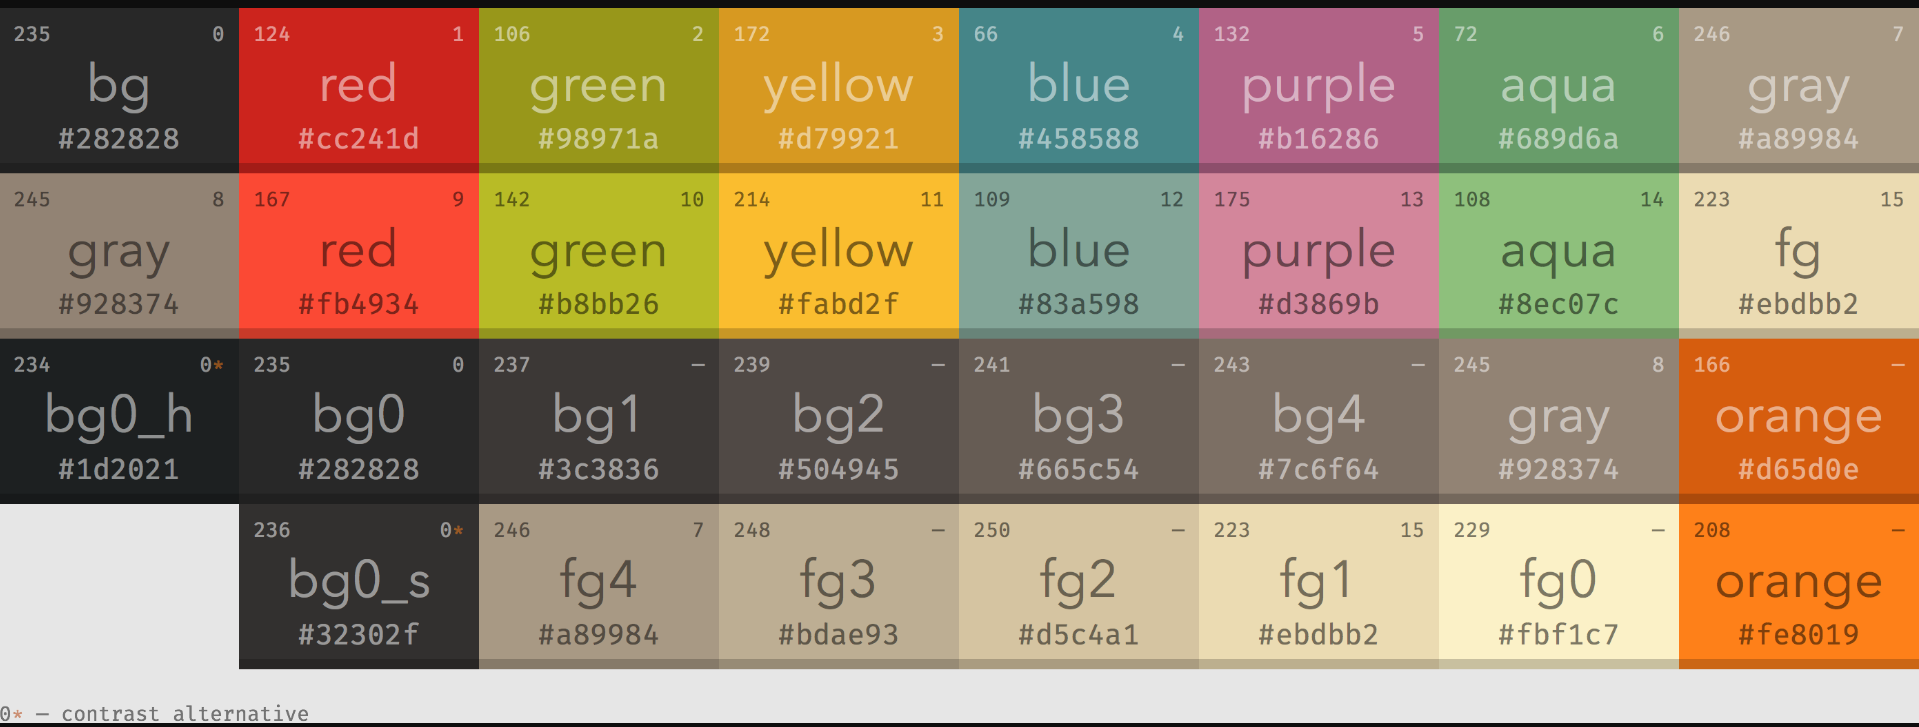 235 0 124 1 106 2 172 3 66 4 132 5 72 6 246 7
bg red green yellow blue purple aqua gray
#282828 #cc241d #98971a #d79921 #458588 #b16286 #689d6a #a89984
245 8 167 9 142 10 214 11 109 12 175 13 108 14 223 15
gray red green yellow blue purple aqua fg
#928374 #fb4934 #b8bb26 #fabd2f #83a598 #d3869b #8ec07c #ebdbb2
234 0* 235 0 237 — 239 — 241 — 243 — 245 8 166 —
bg0_h bg0 bg1 bg2 bg3 bg4 gray orange
#1d2021 #282828 #3c3836 #504945 #665c54 #7c6f64 #928374 #d65d0e
236 0* 246 7 248 — 250 — 223 15 229 — 208 —
bg0_s fg4 fg3 fg2 fg1 fg0 orange
#32302f #a89984 #bdae93 #d5c4a1 #ebdbb2 #fbf1c7 #fe8019
0* — contrast alternative